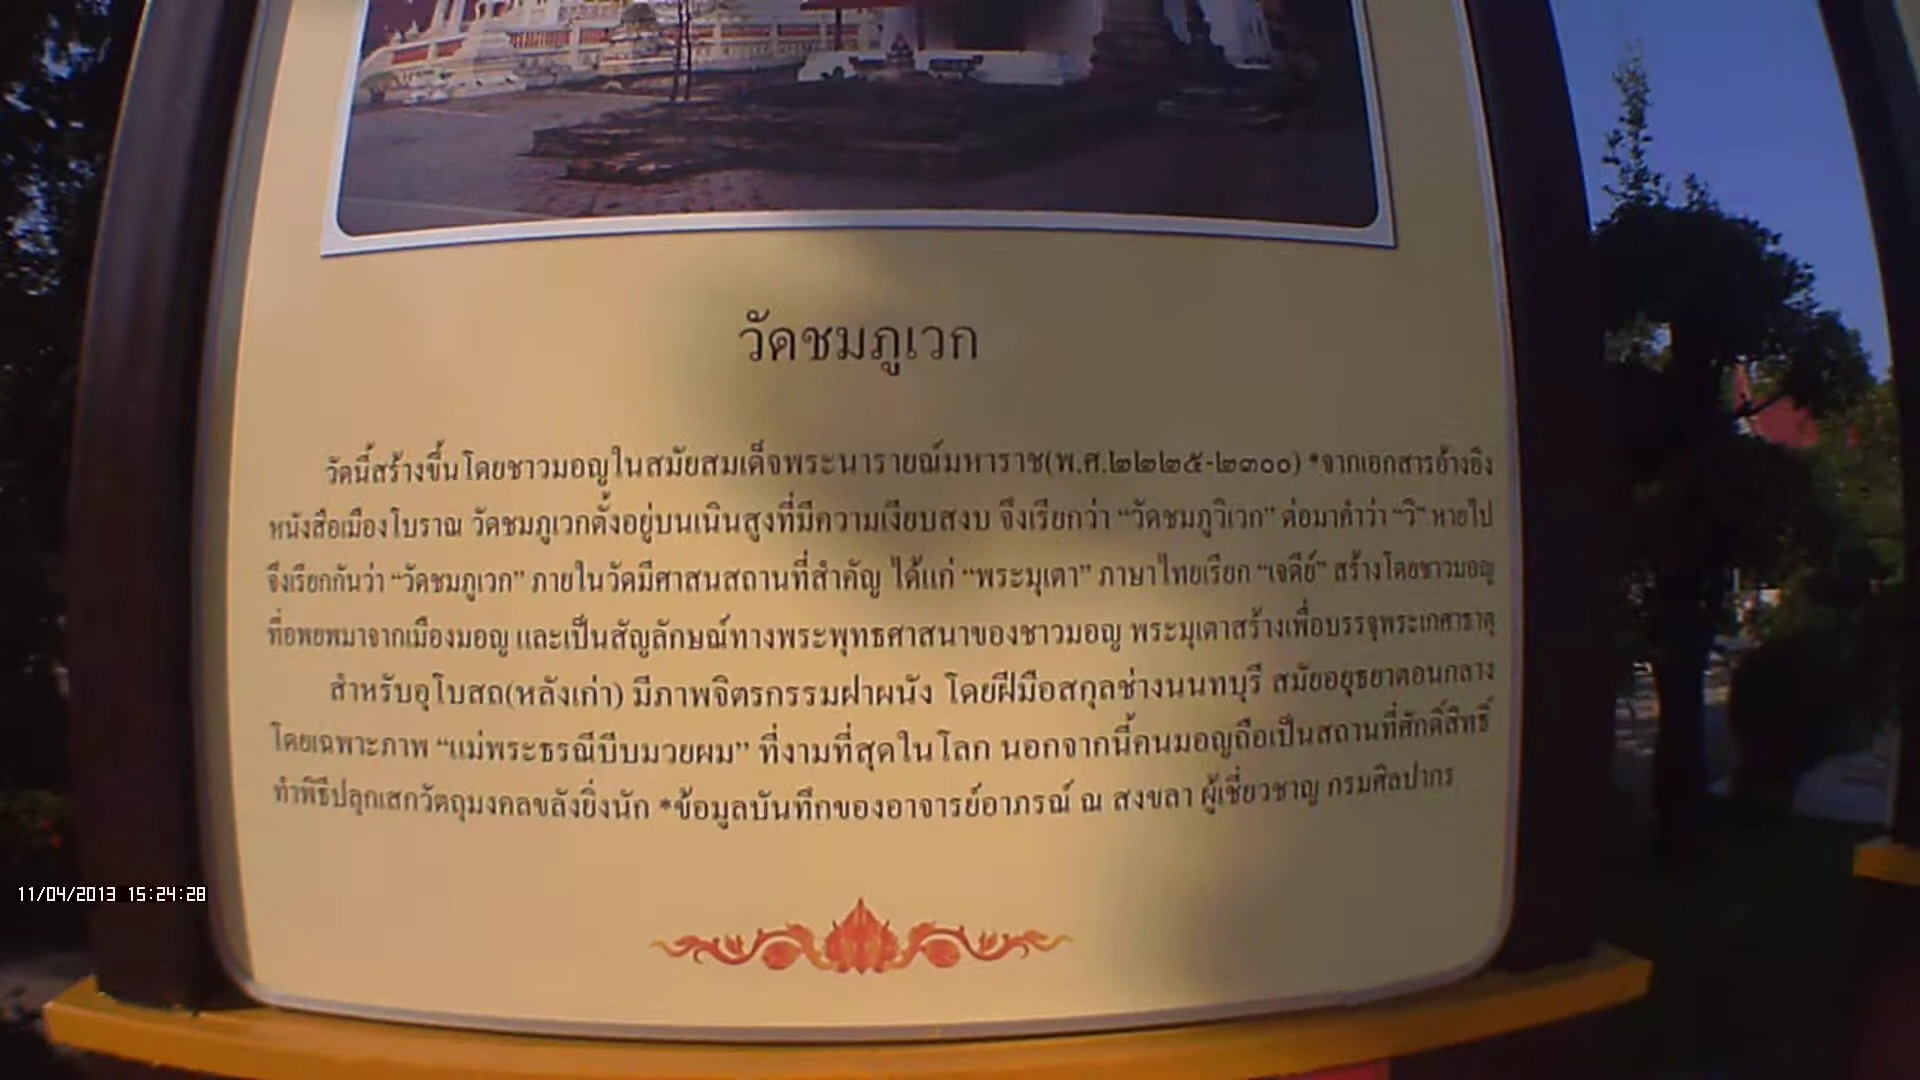 วัดชมภูเวก
วัดนี้สร้างขึ้นโดยชาวมอญในสมัยสมเด็จพระนารายณ์มหาราช(พ.ศ.๒๒๒๕-๒๓๐๐) *จากเอกสารอ้างอิง
หนังสือเมืองโบราณ วัดชมภูเวกตั้งอยู่บนเนินสูงที่มีความเงียบสงบ จึงเรียกว่า “วัดชมภูวิเวก” ต่อมาคำว่า “วิ” หายไป
จึงเรียกกันว่า “วัดชมภูเวก” ภายในวัดมีศาสนสถานที่สำคัญ ได้แก่ “พระมุเตา” ภาษาไทยเรียก “เจดีย์” สร้างโดยชาวมอญ
ที่อพยพมาจากเมืองมอญ และเป็นสัญลักษณ์ทางพระพุทธศาสนาของชาวมอญ พระมุเตาสร้างเพื่อบรรจุพระเกศาธาตุ
สำหรับอุโบสถ(หลังเก่า) มีภาพจิตรกรรมฝาผนัง โดยฝีมือสกุลช่างนนทบุรี สมัยอยุธยาตอนกลาง
โดยเฉพาะภาพ “แม่พระธรณีบีบมวยผม” ที่งามที่สุดในโลก นอกจากนี้คนมอญถือเป็นสถานที่ศักดิ์สิทธิ์
ทำพิธีปลุกเสกวัตถุมงคลขลังยิ่งนัก *ข้อมูลบันทึกของอาจารย์อาภรณ์ ณ สงขลา ผู้เชี่ยวชาญ กรมศิลปากร
11/04/2013 15:24:28